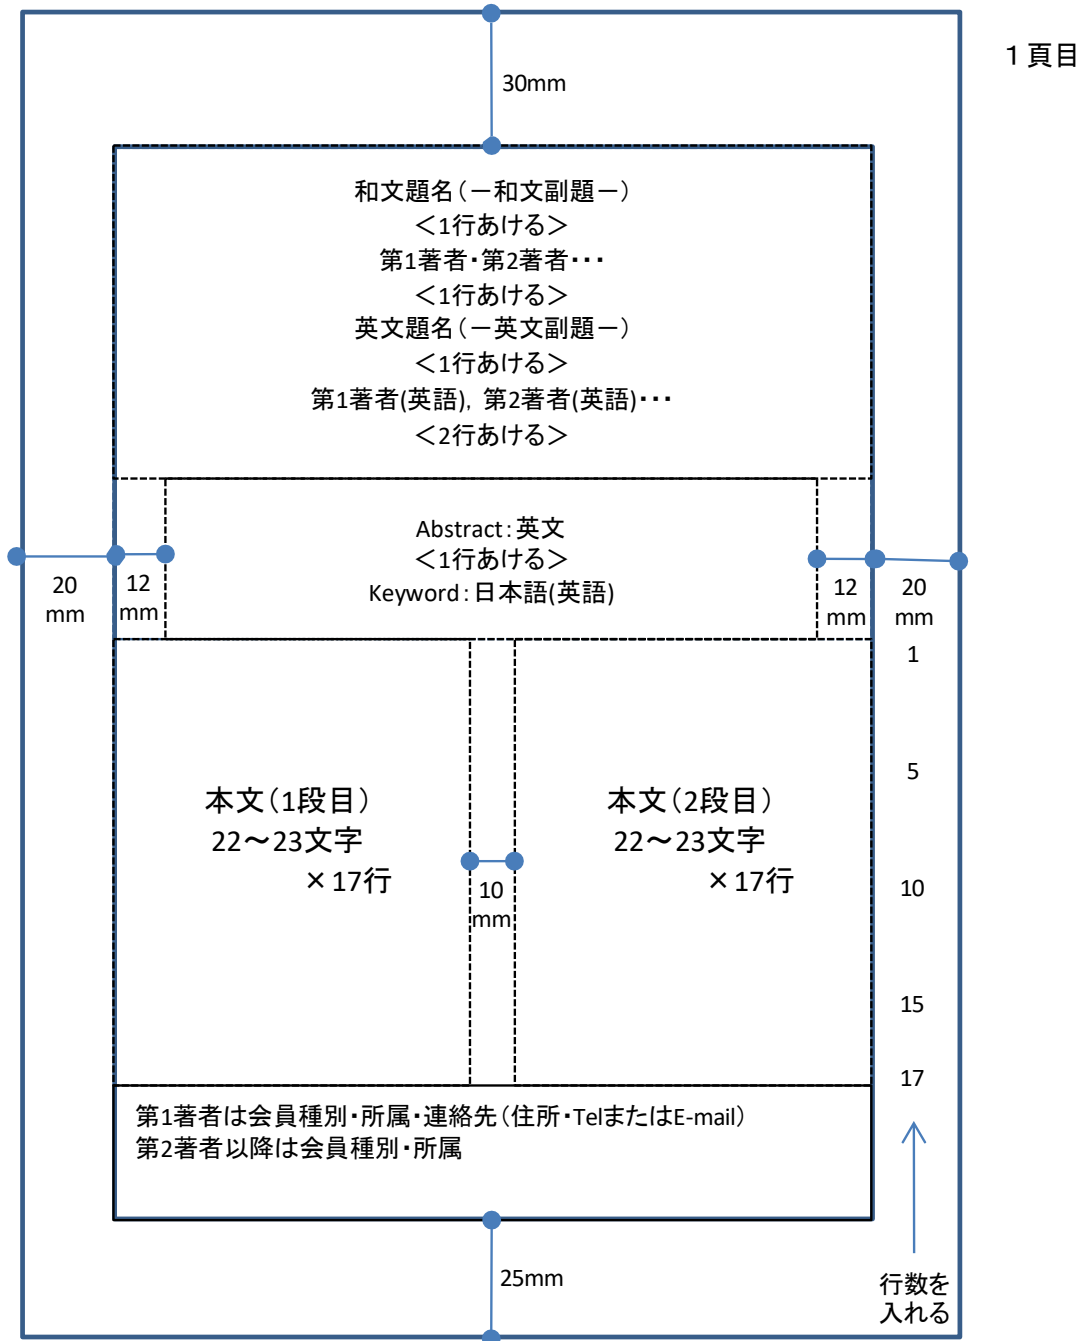 1頁目
30mm
和文題名(－和文副題－)
＜1行あける＞
第1著者・第2著者・・・
＜1行あける＞
英文題名(－英文副題－)
＜1行あける＞
第1著者(英語)，第2著者(英語)・・・
＜2行あける＞
Abstract：英文
＜1行あける＞
Keyword：日本語(英語)
20
mm
12
mm
12
mm
20
mm
1
5
10
15
17
本文(1段目)
22～23文字
×17行
10
mm
本文(2段目)
22～23文字
×17行
第1著者は会員種別・所属・連絡先(住所・TelまたはE-mail)
第2著者以降は会員種別・所属
25mm
行数を
入れる